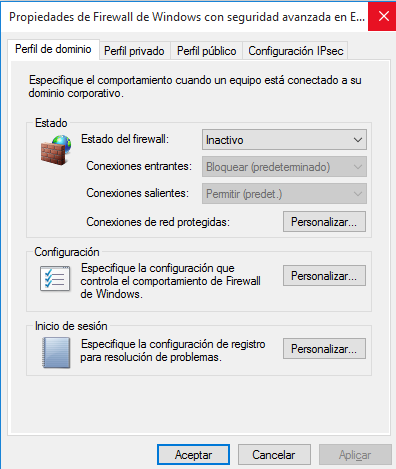 Propiedades de Firewall de Windows con seguridad avanzada en E...
Perfil de dominio Perfil privado Perfil público Configuración IPsec
Especifique el comportamiento cuando un equipo está conectado a su
dominio corporativo.
Estado
Estado del firewall: Inactivo
Conexiones entrantes: Bloquear (predeterminado)
Conexiones salientes: Permitir (predet.)
Conexiones de red protegidas: Personalizar...
Configuración
Especifique la configuración que
controla el comportamiento de Firewall
de Windows.
Personalizar...
Inicio de sesión
Especifique la configuración de registro
para resolución de problemas.
Personalizar...
Aceptar Cancelar Aplicar